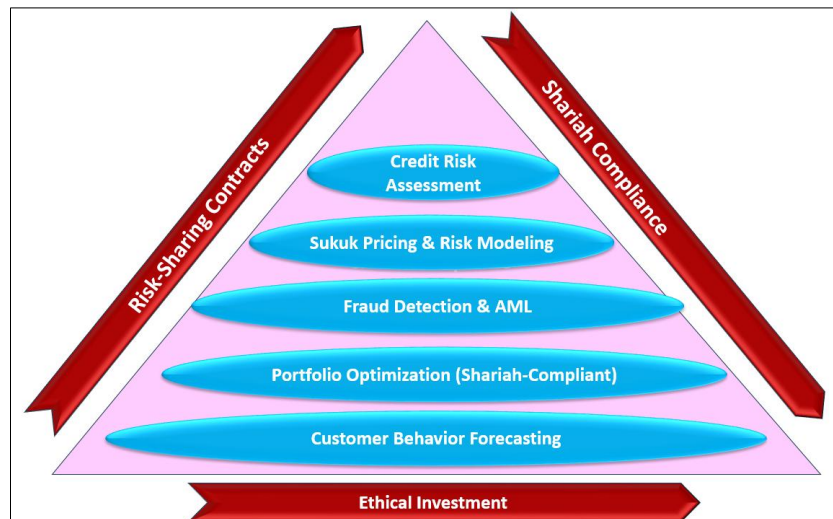 Risk-Sharing Contracts
Shariah Compliance
Credit Risk
Assessment
Sukuk Pricing & Risk Modeling
Fraud Detection & AML
Portfolio Optimization (Shariah-Compliant)
Customer Behavior Forecasting
Ethical Investment